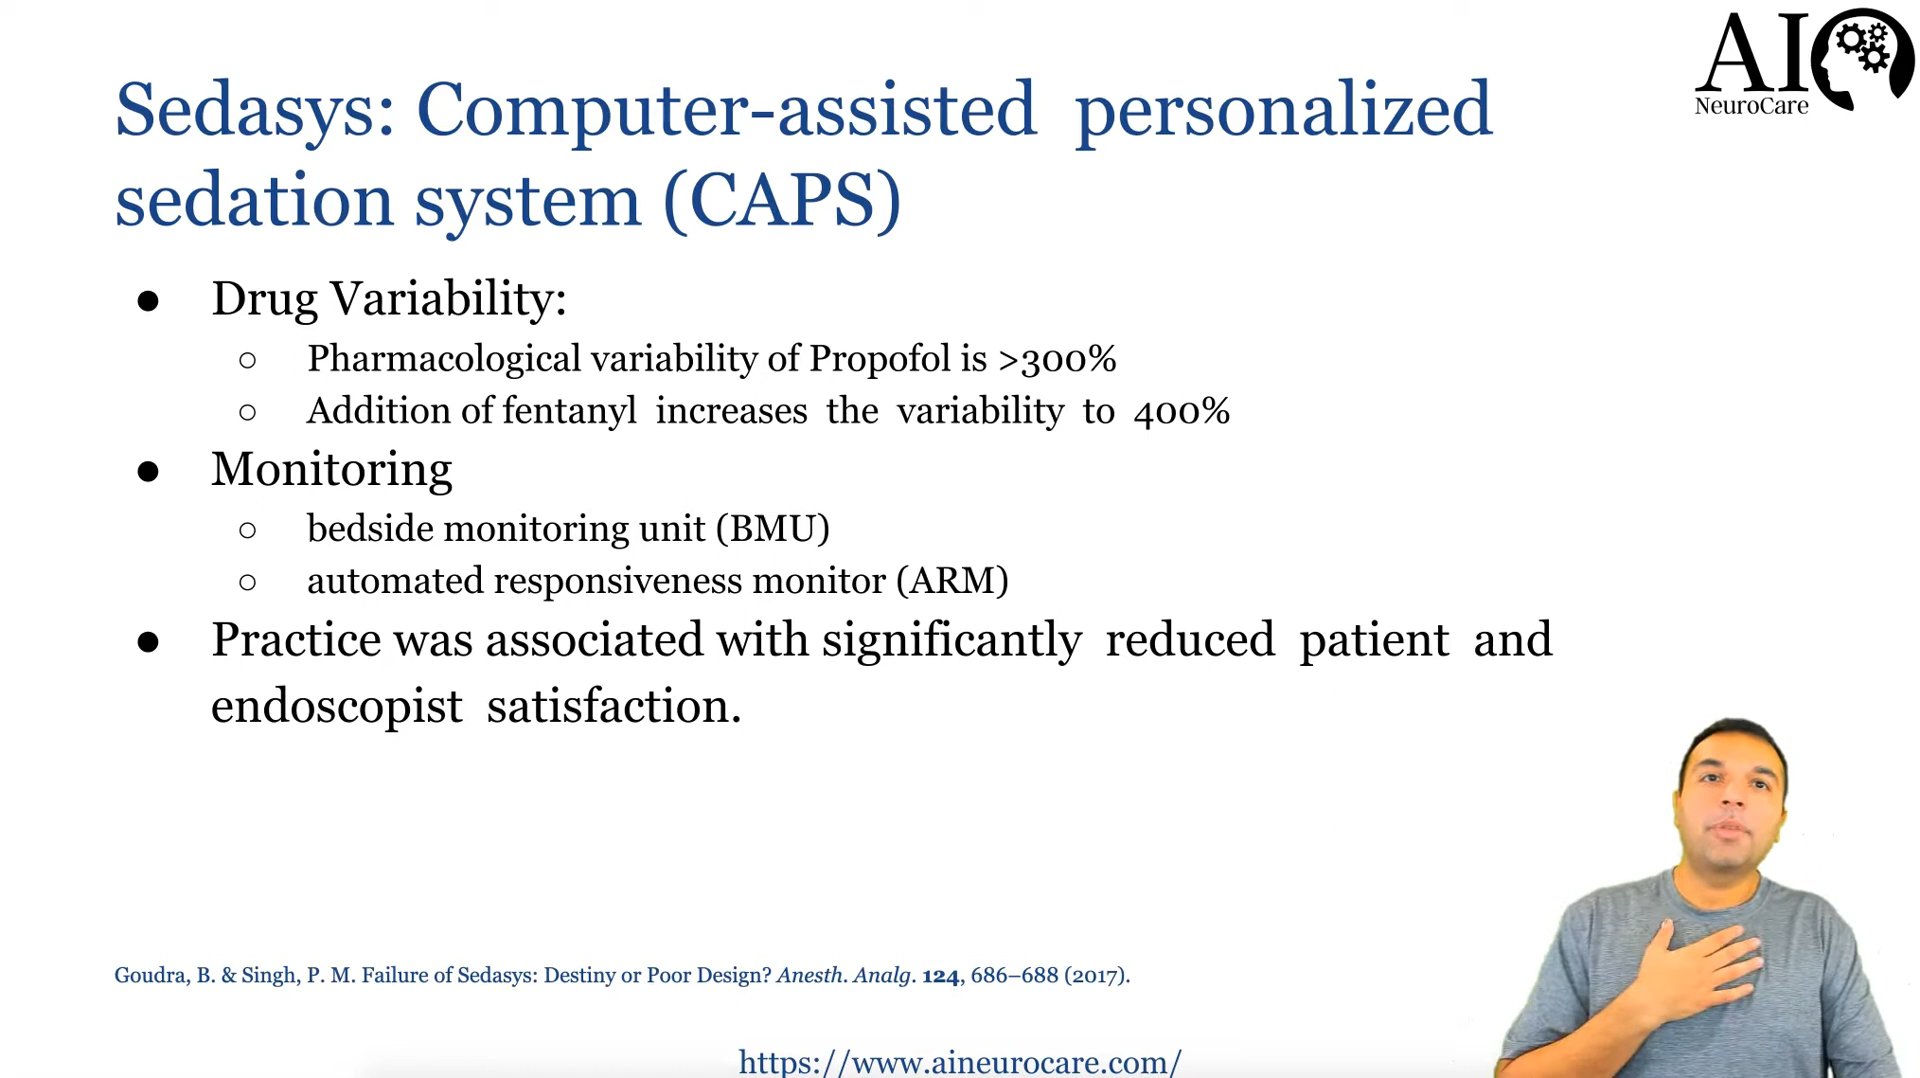 AI
NeuroCare
Sedasys: Computer-assisted personalized
sedation system (CAPS)
● Drug Variability:
○ Pharmacological variability of Propofol is >300%
○ Addition of fentanyl increases the variability to 400%
● Monitoring
○ bedside monitoring unit (BMU)
○ automated responsiveness monitor (ARM)
● Practice was associated with significantly reduced patient and
endoscopist satisfaction.
Goudra, B. & Singh, P. M. Failure of Sedasys: Destiny or Poor Design? Anesth. Analg. 124, 686–688 (2017).
https://www.aineurocare.com/